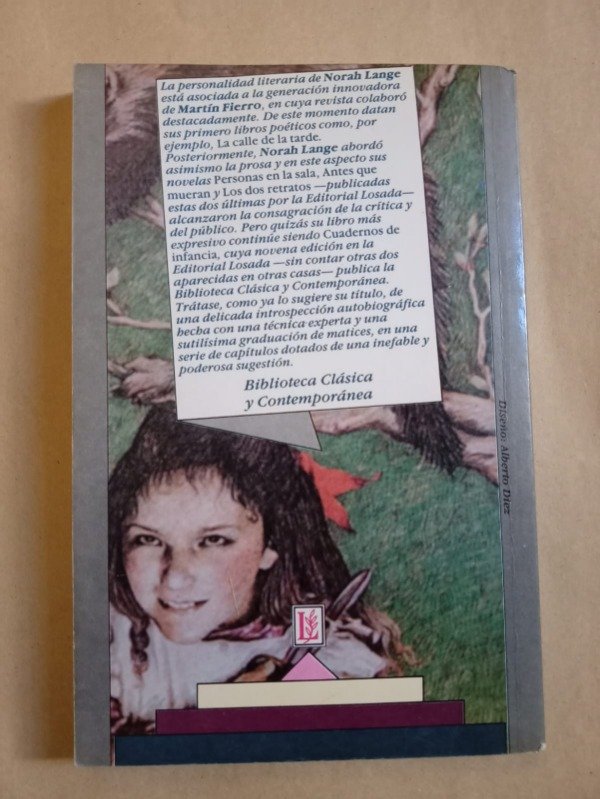 La personalidad literaria de Norah Lange
está asociada a la generación innovadora
de Martín Fierro, en cuya revista colaboró
destacadamente. De este momento datan
sus primero libros poéticos como, por
ejemplo, La calle de la tarde.
Posteriormente, Norah Lange abordó
asimismo la prosa y en este aspecto sus
novelas Personas en la sala, Antes que
mueran y Los dos retratos —publicadas
estas dos últimas por la Editorial Losada—
alcanzaron la consagración de la crítica y
del público. Pero quizás su libro más
expresivo continúe siendo Cuadernos de
infancia, cuya novena edición en la
Editorial Losada —sin contar otras dos
aparecidas en otras casas— publica la
Biblioteca Clásica y Contemporánea.
Trátase, como ya lo sugiere su título, de
una delicada introspección autobiográfica
hecha con una técnica experta y una
sutilísima graduación de matices, en una
serie de capítulos dotados de una inefable y
poderosa sugestión.
Biblioteca Clásica
y Contemporánea
Diseño: Alberto Diez
L